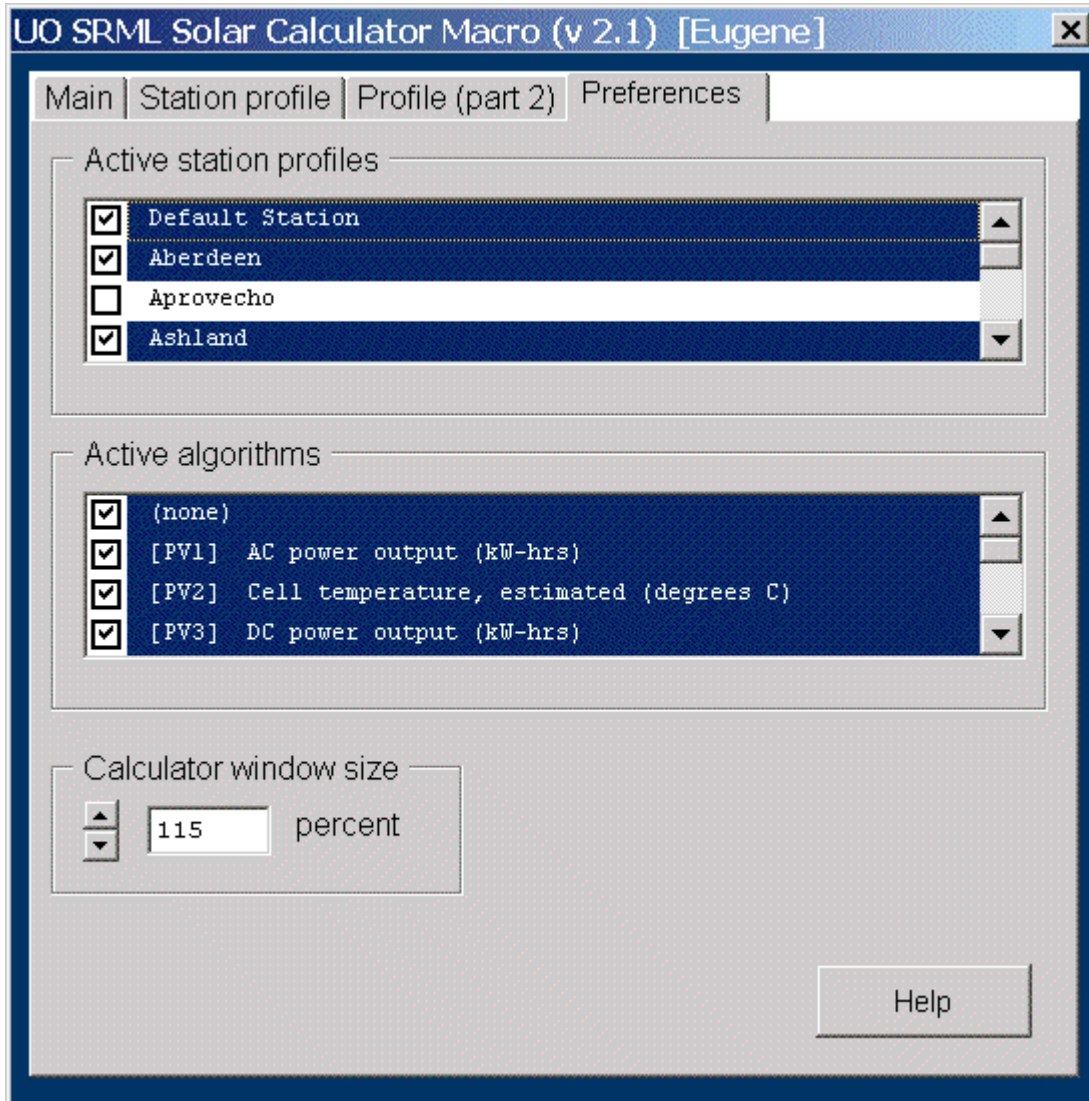 UO SRML Solar Calculator Macro (v 2.1) [Eugene]
Main Station profile Profile (part 2) Preferences
Active station profiles
Default Station
Aberdeen
Aprovecho
Ashland
Active algorithms
(none)
[PV1] AC power output (kW-hrs)
[PV2] Cell temperature, estimated (degrees C)
[PV3] DC power output (kW-hrs)
Calculator window size
115 percent
Help